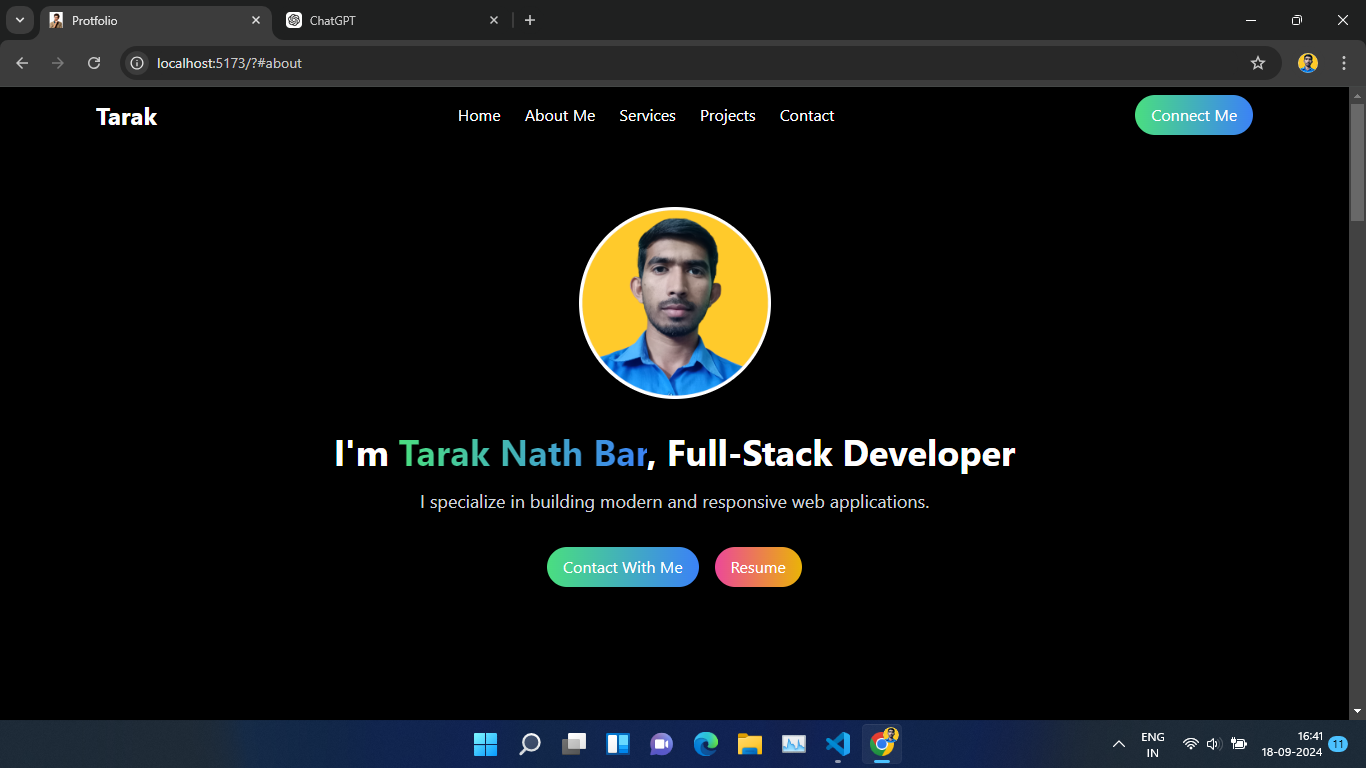 Protfolio
ChatGPT
localhost:5173/?#about
Tarak
Home
About Me
Services
Projects
Contact
Connect Me
I'm Tarak Nath Bar, Full-Stack Developer
I specialize in building modern and responsive web applications.
Contact With Me
Resume
ENG
IN
16:41
18-09-2024
11